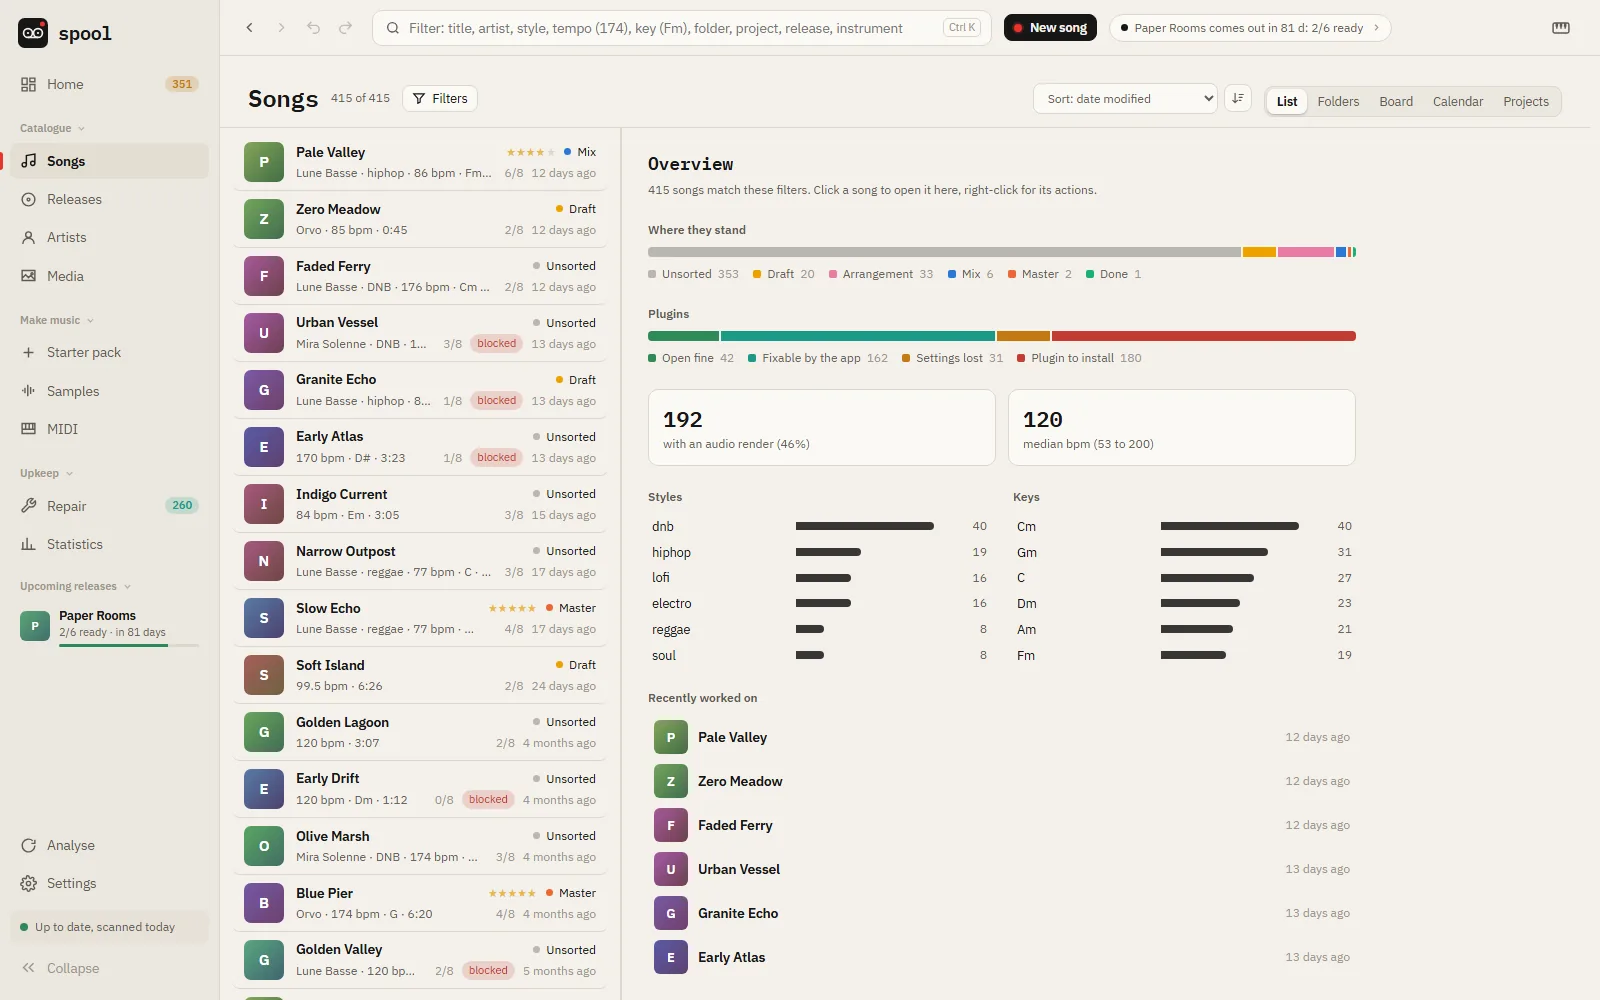 spool
Filter: title, artist, style, tempo (174), key (Fm), folder, project, release, instrument
Ctrl K
New song
Paper Rooms comes out in 81 d: 2/6 ready
Home
351
Catalogue
Songs
Releases
Artists
Media
Make music
Starter pack
Samples
MIDI
Upkeep
Repair
260
Statistics
Upcoming releases
P
Paper Rooms
2/6 ready · in 81 days
Analyse
Settings
Up to date, scanned today
Collapse
Songs
415 of 415
Filters
Sort: date modified
List
Folders
Board
Calendar
Projects
P
Pale Valley
★★★★★ Mix
Lune Basse · hiphop · 86 bpm · Fm...
6/8 12 days ago
Z
Zero Meadow
Draft
Orvo · 85 bpm · 0:45
2/8 12 days ago
F
Faded Ferry
Unsorted
Lune Basse · DNB · 176 bpm · Cm ...
2/8 12 days ago
U
Urban Vessel
Unsorted
Mira Solenne · DNB · 1...
3/8 blocked 13 days ago
G
Granite Echo
Draft
Lune Basse · hiphop · 8...
1/8 blocked 13 days ago
E
Early Atlas
Unsorted
170 bpm · D# · 3:23
1/8 blocked 13 days ago
I
Indigo Current
Unsorted
84 bpm · Em · 3:05
3/8 15 days ago
N
Narrow Outpost
Unsorted
Lune Basse · reggae · 77 bpm · C · ...
3/8 17 days ago
S
Slow Echo
★★★★★ Master
Lune Basse · reggae · 77 bpm · ...
4/8 17 days ago
S
Soft Island
Draft
99.5 bpm · 6:26
2/8 24 days ago
G
Golden Lagoon
Unsorted
120 bpm · 3:07
2/8 4 months ago
E
Early Drift
Unsorted
120 bpm · Dm · 1:12
0/8 blocked 4 months ago
O
Olive Marsh
Unsorted
Mira Solenne · DNB · 174 bpm · ...
3/8 4 months ago
B
Blue Pier
★★★★★ Master
Orvo · 174 bpm · G · 6:20
4/8 4 months ago
G
Golden Valley
Unsorted
Lune Basse · 120 bp...
2/8 blocked 5 months ago
Overview
415 songs match these filters. Click a song to open it here, right-click for its actions.
Where they stand
Unsorted 353 Draft 20 Arrangement 33 Mix 6 Master 2 Done 1
Plugins
Open fine 42 Fixable by the app 162 Settings lost 31 Plugin to install 180
192
with an audio render (46%)
120
median bpm (53 to 200)
Styles
dnb 40
hiphop 19
lofi 16
electro 16
reggae 8
soul 8
Keys
Cm 40
Gm 31
C 27
Dm 23
Am 21
Fm 19
Recently worked on
P Pale Valley 12 days ago
Z Zero Meadow 12 days ago
F Faded Ferry 12 days ago
U Urban Vessel 13 days ago
G Granite Echo 13 days ago
E Early Atlas 13 days ago